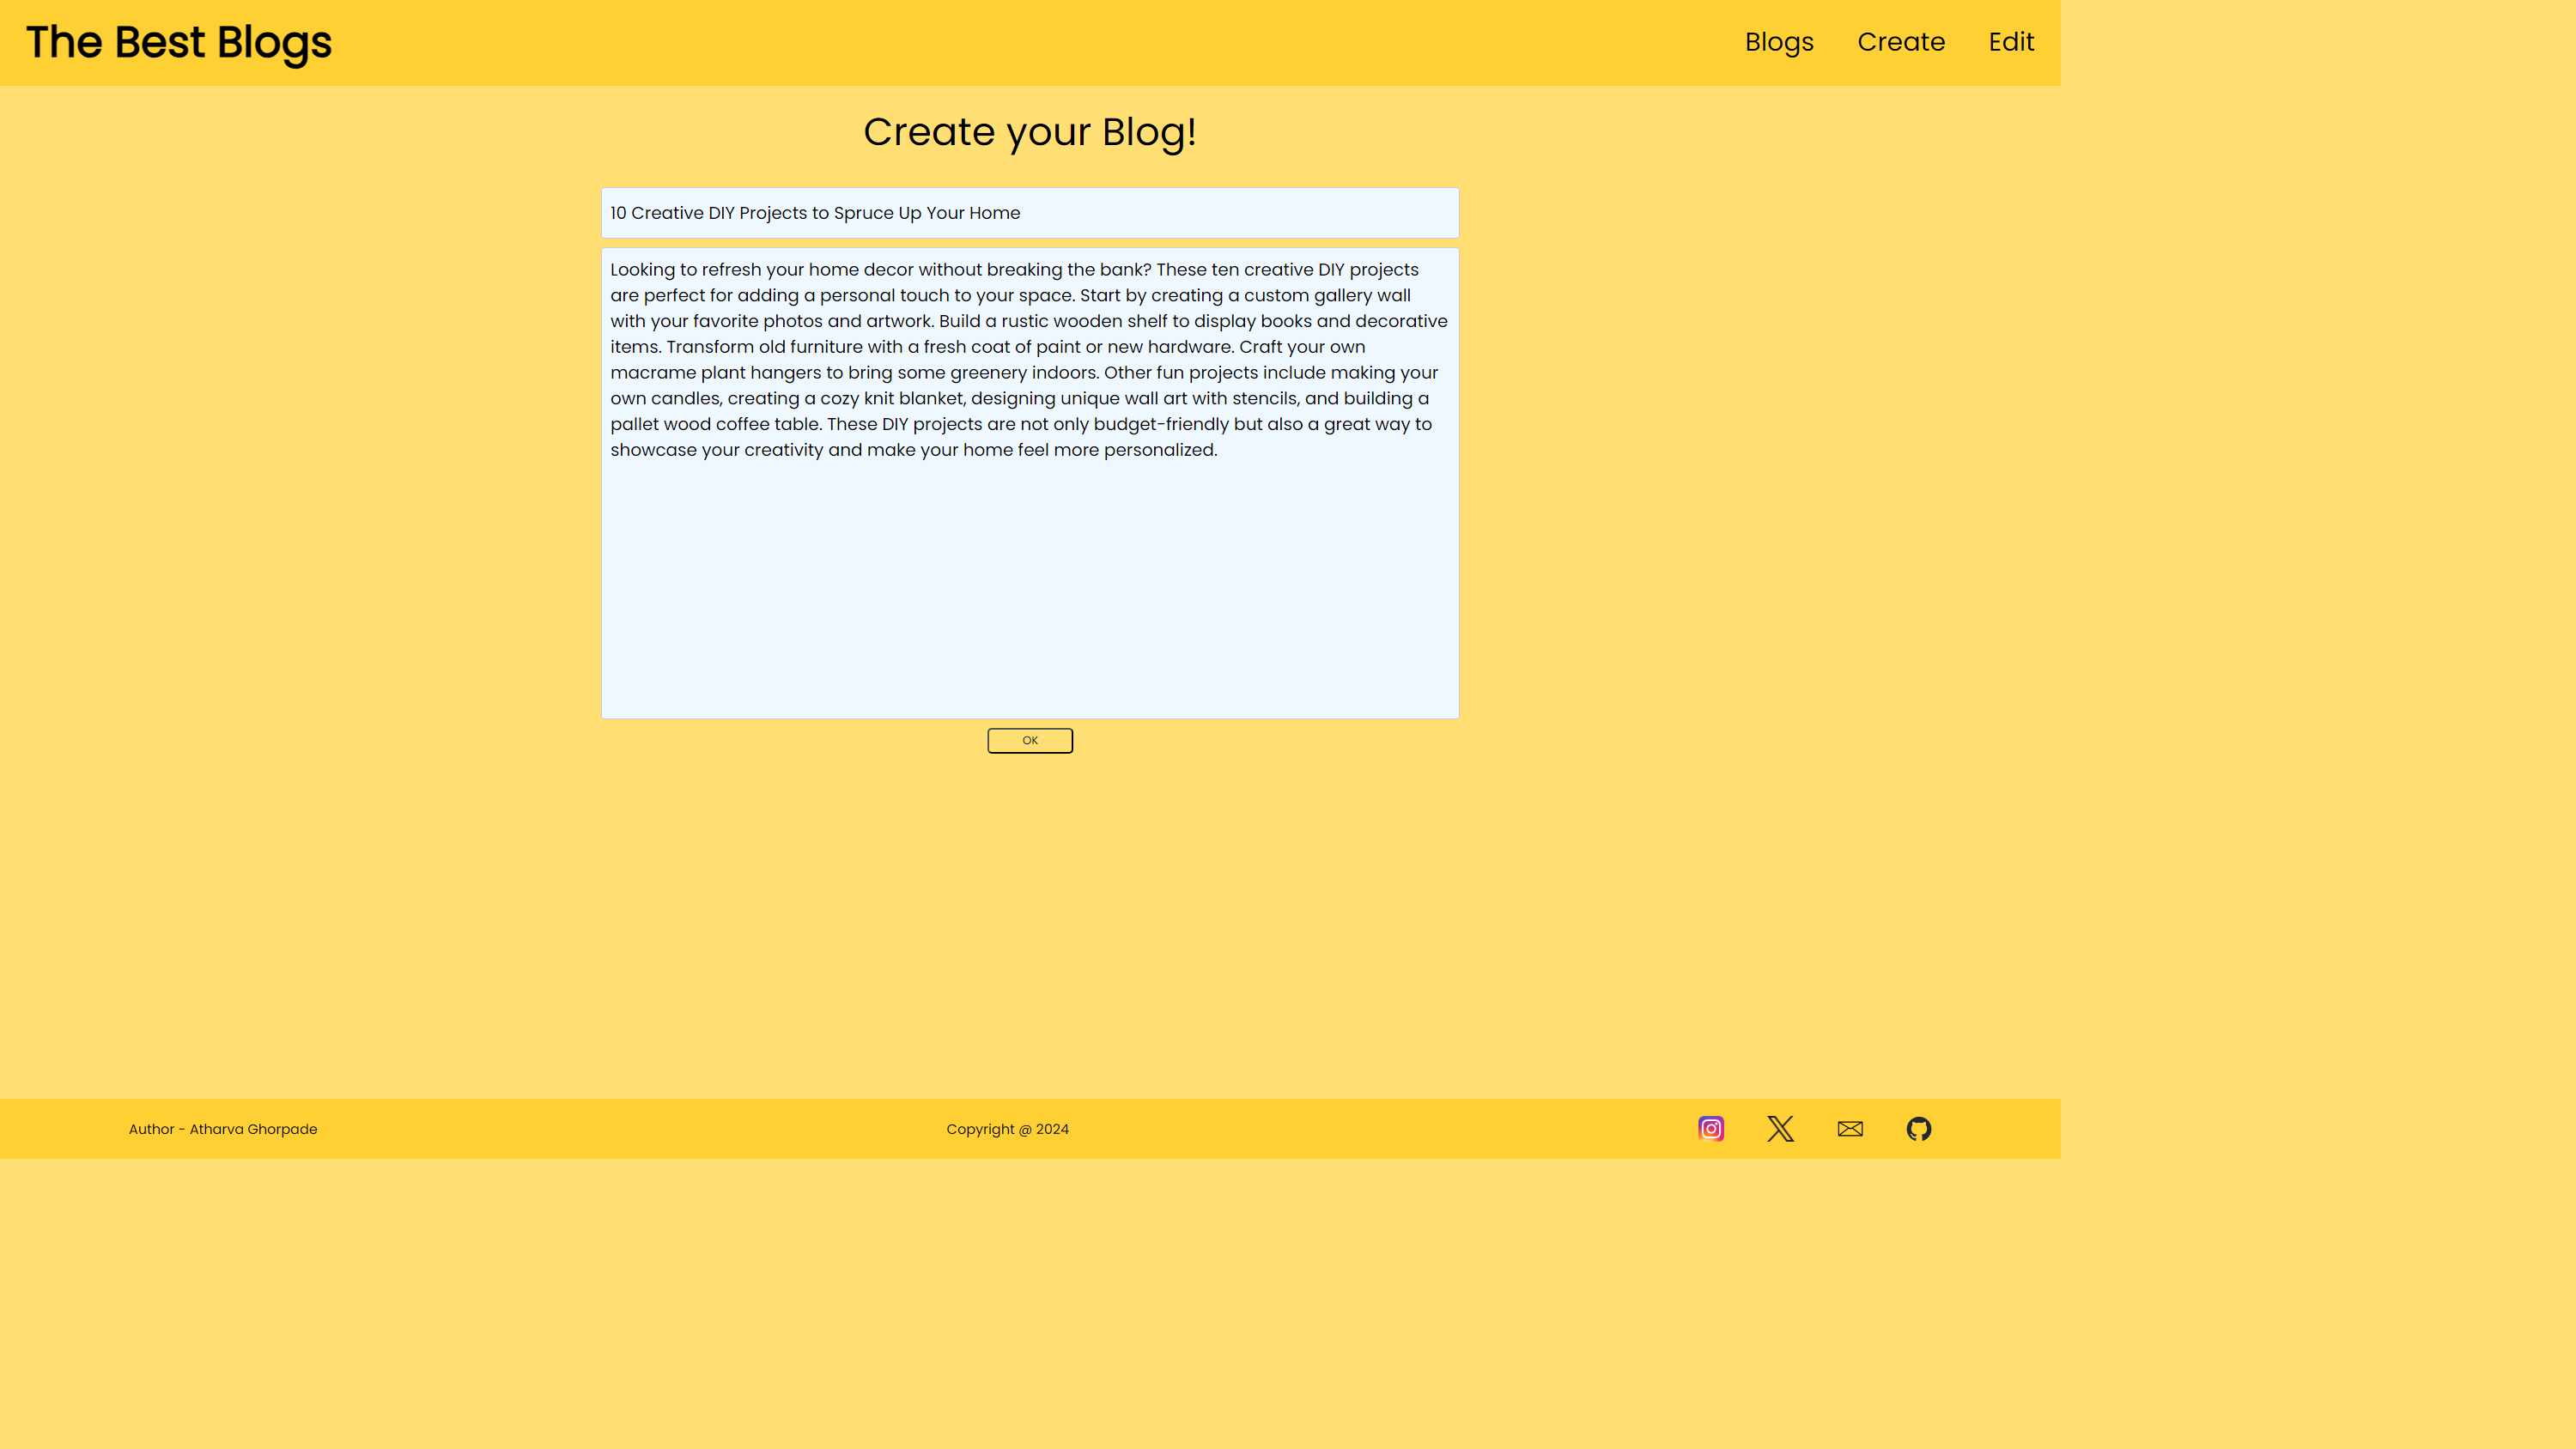 The Best Blogs
Blogs Create Edit
Create your Blog!
10 Creative DIY Projects to Spruce Up Your Home
Looking to refresh your home decor without breaking the bank? These ten creative DIY projects
are perfect for adding a personal touch to your space. Start by creating a custom gallery wall
with your favorite photos and artwork. Build a rustic wooden shelf to display books and decorative
items. Transform old furniture with a fresh coat of paint or new hardware. Craft your own
macrame plant hangers to bring some greenery indoors. Other fun projects include making your
own candles, creating a cozy knit blanket, designing unique wall art with stencils, and building a
pallet wood coffee table. These DIY projects are not only budget-friendly but also a great way to
showcase your creativity and make your home feel more personalized.
OK
Author - Atharva Ghorpade
Copyright @ 2024